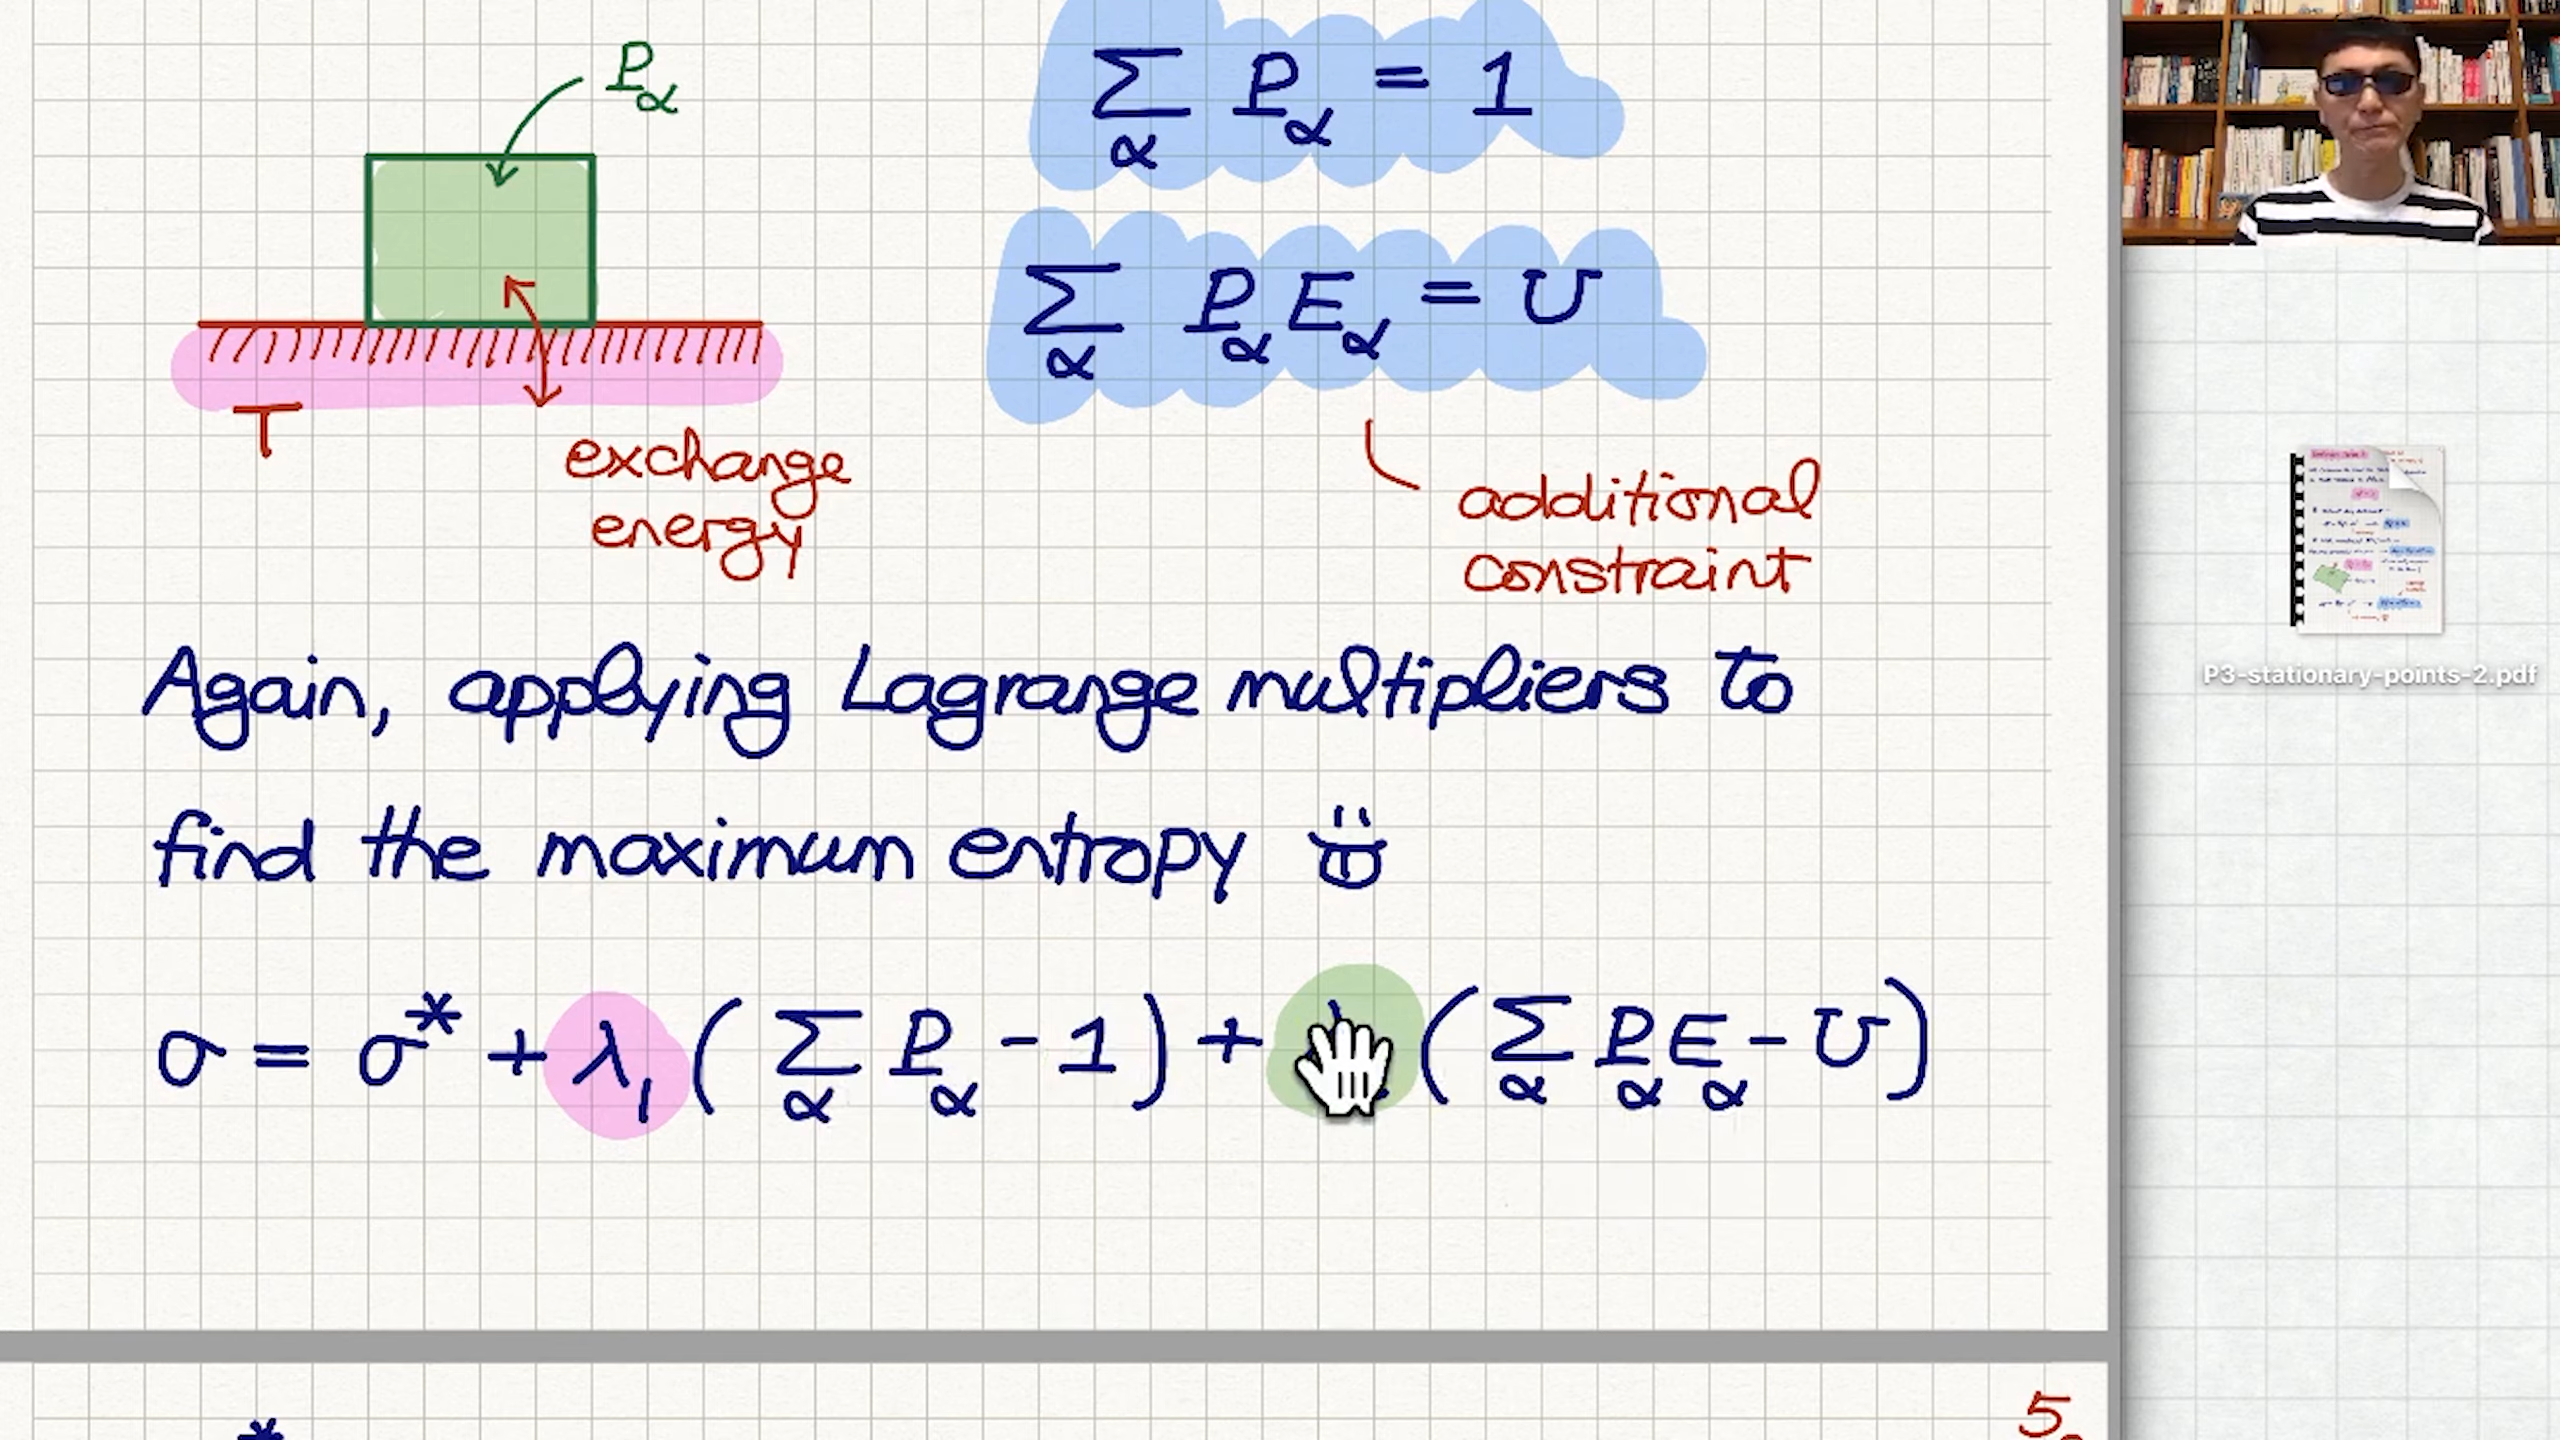 Pα
Σα Pα = 1
Σα Pα Eα = U
T
exchange
energy
additional
constraint
Again, applying Lagrange multipliers to
find the maximum entropy
σ = σ* + λ₁ ( Σα Pα - 1 ) + ( Σα Pα Eα - U )
*
5
P3-stationary-points-2.pdf